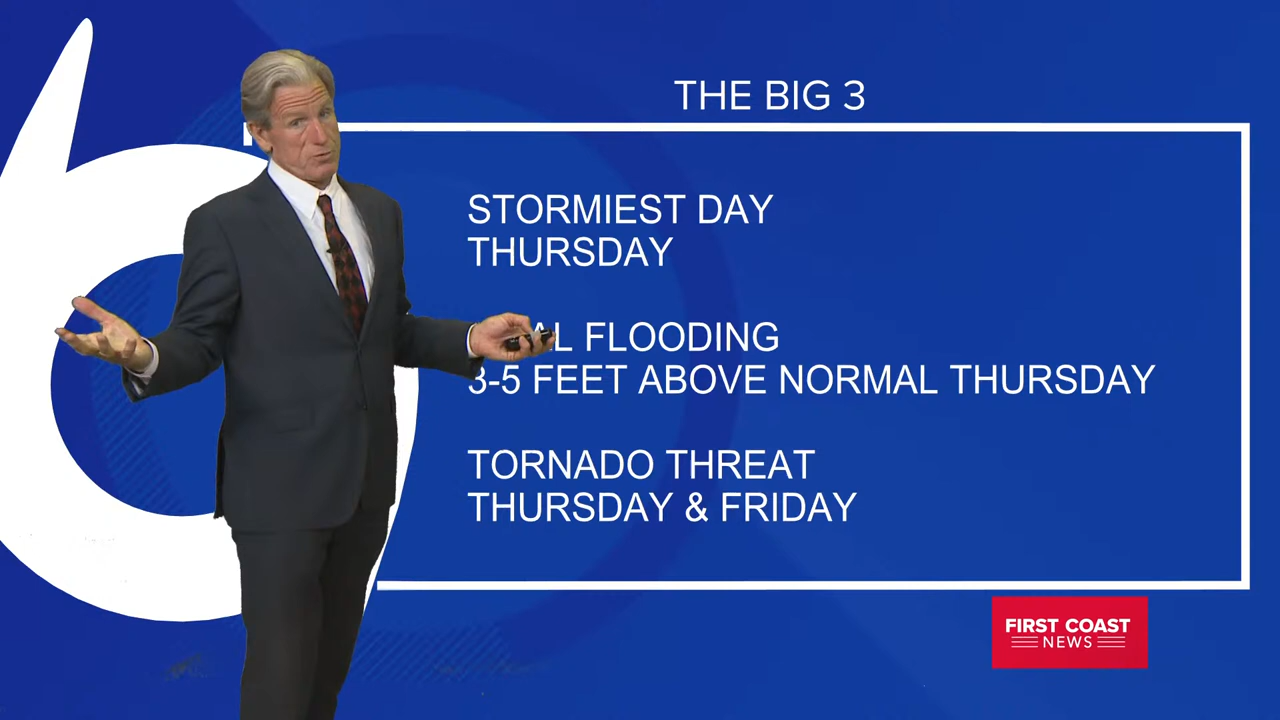 THE BIG 3
STORMIEST DAY
THURSDAY
FLOODING
3-5 FEET ABOVE NORMAL THURSDAY
TORNADO THREAT
THURSDAY & FRIDAY
FIRST COAST
NEWS